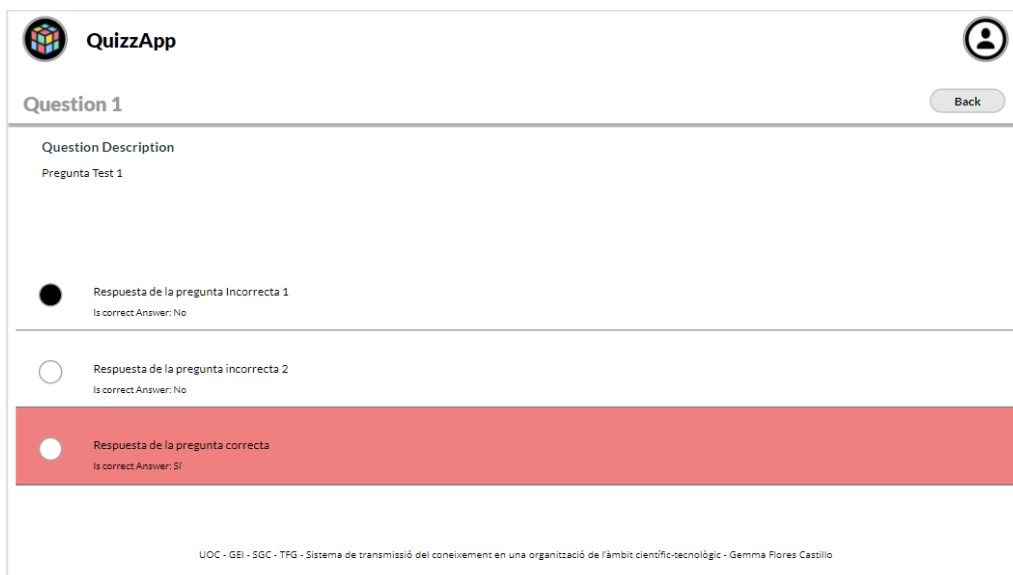 QuizzApp
Question 1
Back
Question Description
Pregunta Test 1
Respuesta de la pregunta Incorrecta 1
Is correct Answer: No
Respuesta de la pregunta incorrecta 2
Is correct Answer: No
Respuesta de la pregunta correcta
Is correct Answer: Sí
UOC - GEI - SGC - TFG - Sistema de transmissió del coneixement en una organització de l'àmbit científic-tecnològic - Gemma Flores Castillo